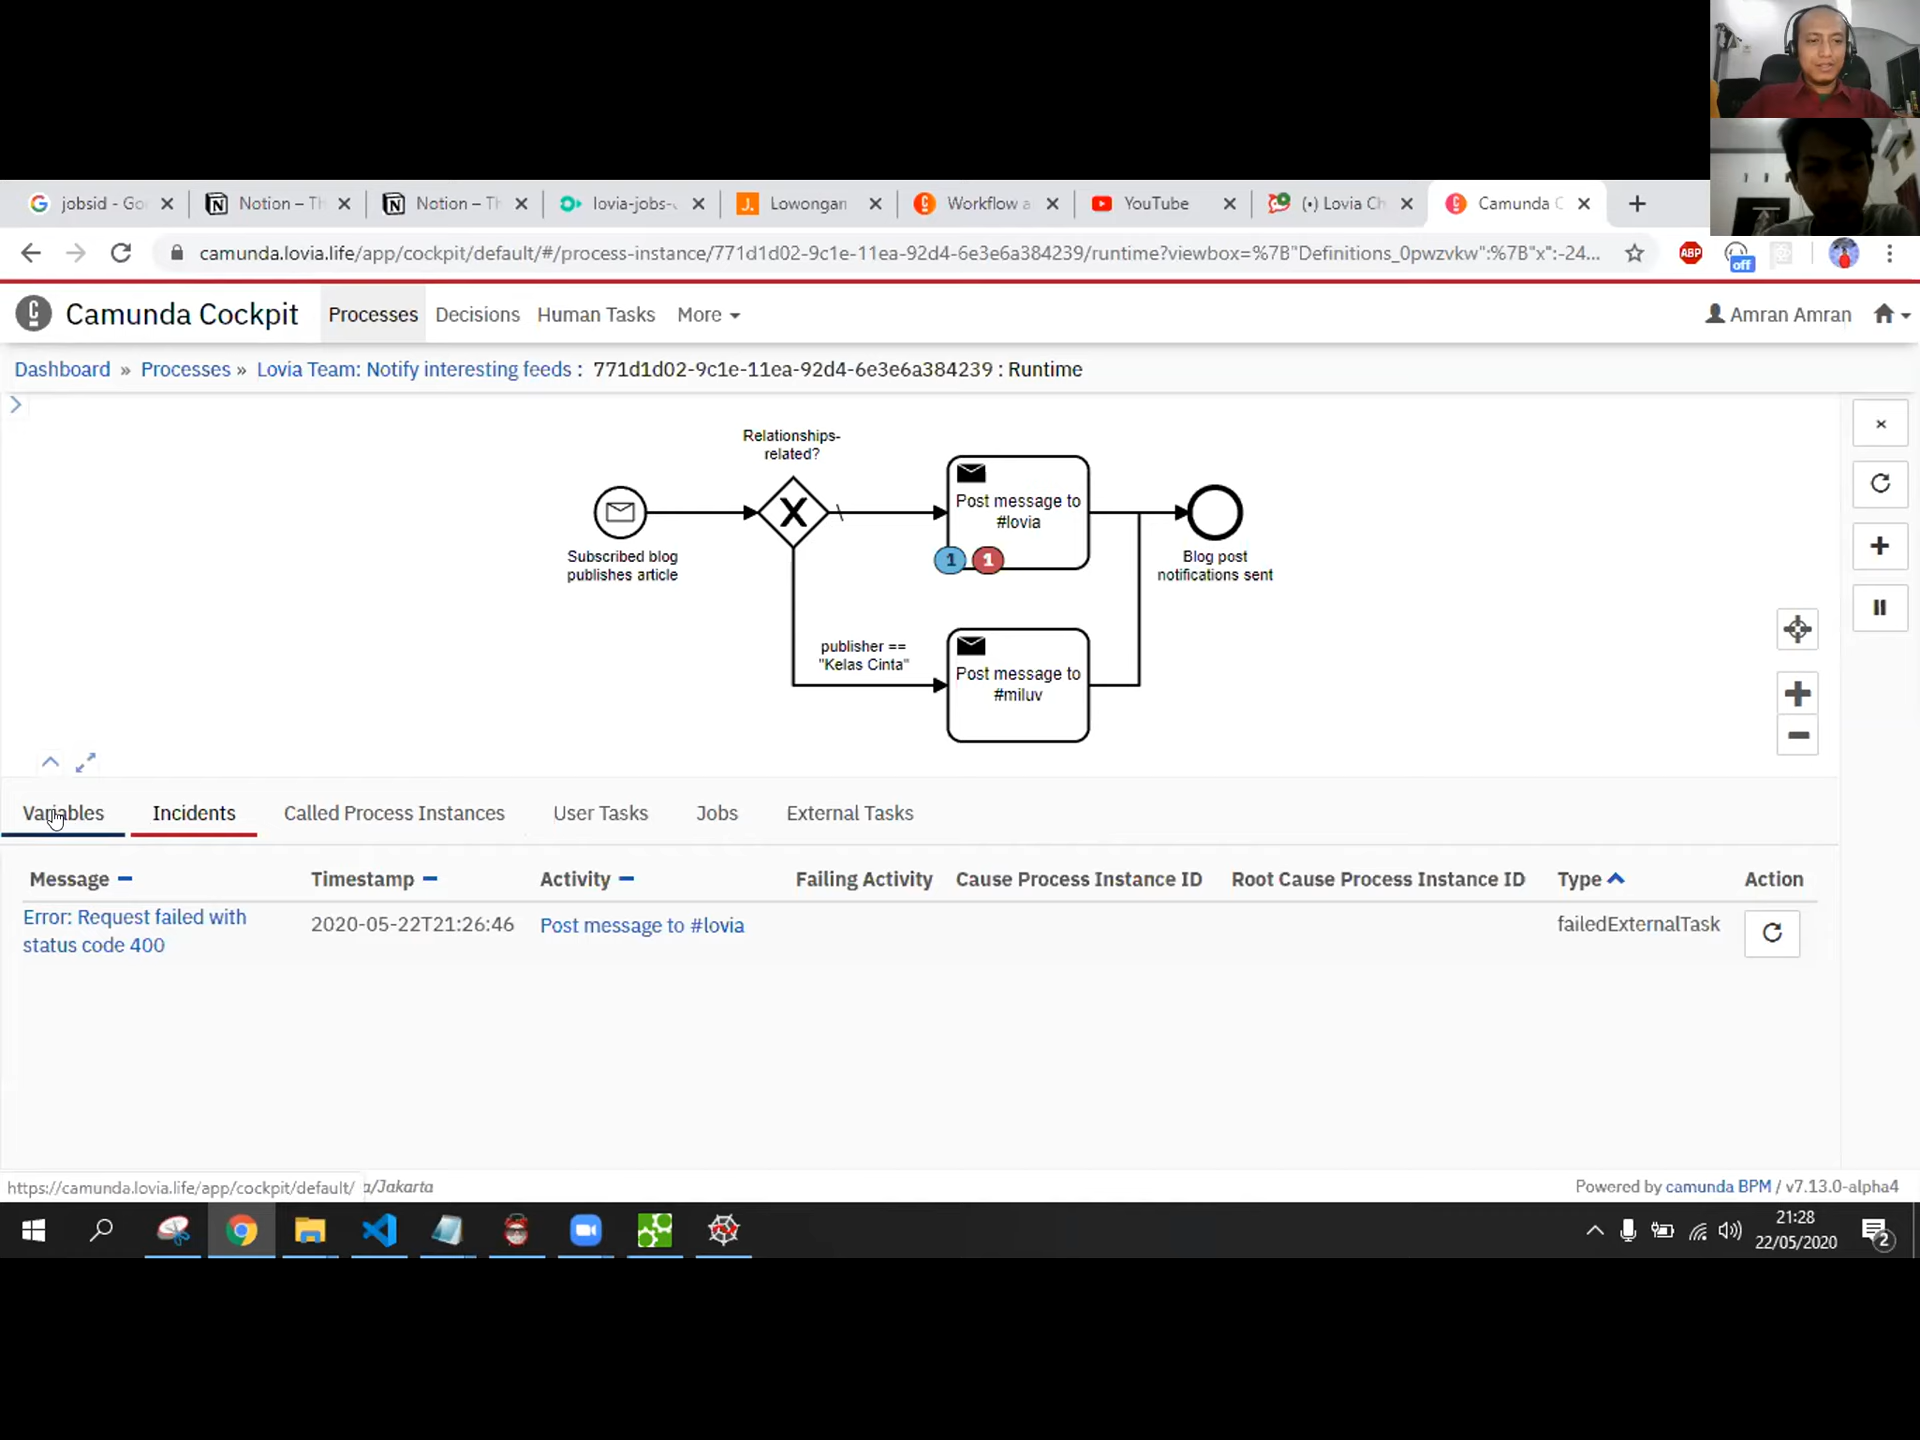 jobsid - Go
Notion – Th
Notion – Th
lovia-jobs-
Lowongan
Workflow a
YouTube
(•) Lovia Ch
Camunda C
camunda.lovia.life/app/cockpit/default/#/process-instance/771d1d02-9c1e-11ea-92d4-6e3e6a384239/runtime?viewbox=%7B"Definitions_0pwzvkw":%7B"x":-24...
ABP
off
Camunda Cockpit
Processes
Decisions
Human Tasks
More
Amran Amran
Dashboard » Processes » Lovia Team: Notify interesting feeds : 771d1d02-9c1e-11ea-92d4-6e3e6a384239 : Runtime
Relationships-
related?
Post message to
#lovia
1
1
Subscribed blog
publishes article
Blog post
notifications sent
publisher ==
"Kelas Cinta"
Post message to
#miluv
Variables
Incidents
Called Process Instances
User Tasks
Jobs
External Tasks
Message
Timestamp
Activity
Failing Activity
Cause Process Instance ID
Root Cause Process Instance ID
Type
Action
Error: Request failed with
status code 400
2020-05-22T21:26:46
Post message to #lovia
failedExternalTask
https://camunda.lovia.life/app/cockpit/default/
a/Jakarta
Powered by camunda BPM / v7.13.0-alpha4
21:28
22/05/2020
2